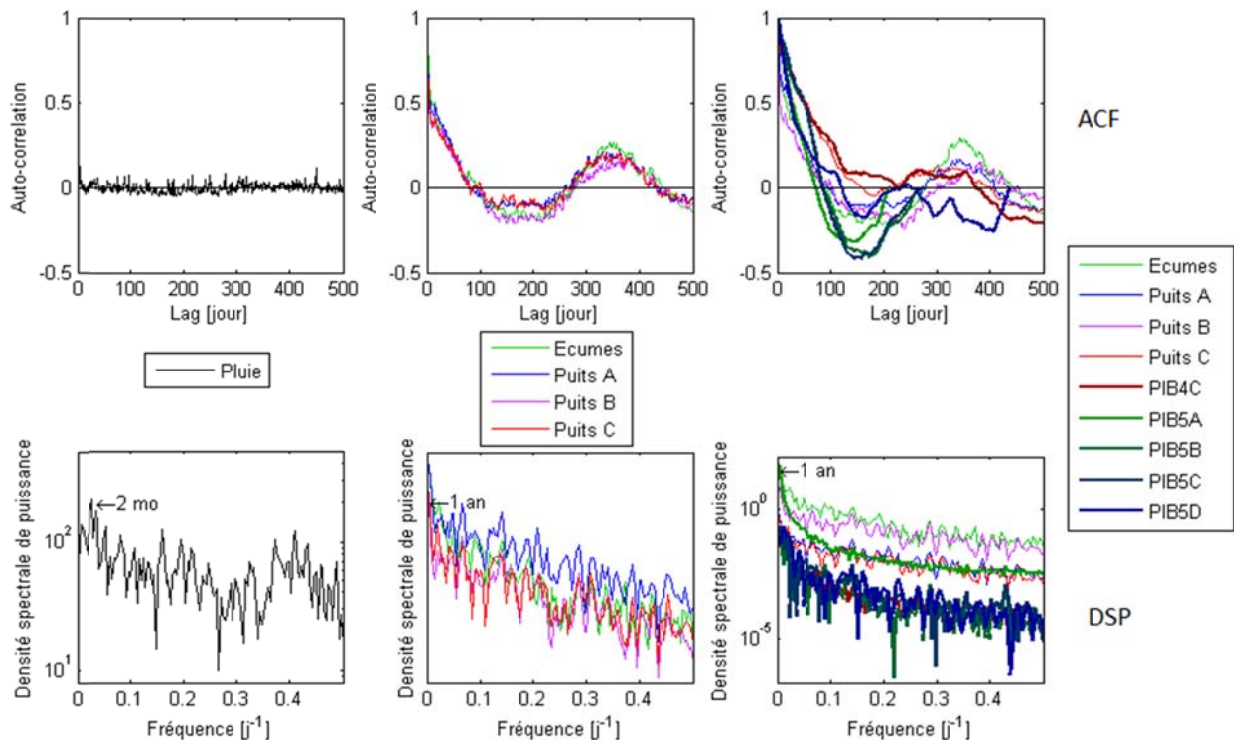 1
0.5
0
-0.5
Auto-correlation
0 100 200 300 400 500
Lag [jour]
1
0.5
0
-0.5
Auto-correlation
0 100 200 300 400 500
Lag [jour]
1
0.5
0
-0.5
Auto-correlation
0 100 200 300 400 500
Lag [jour]
ACF
Pluie
Ecumes
Puits A
Puits B
Puits C
Ecumes
Puits A
Puits B
Puits C
PIB4C
PIB5A
PIB5B
PIB5C
PIB5D
Densité spectrale de puissance
10²
10¹
←2 mo
0 0.1 0.2 0.3 0.4
Fréquence [j⁻¹]
Densité spectrale de puissance
←1 an
0 0.1 0.2 0.3 0.4
Fréquence [j⁻¹]
Densité spectrale de puissance
10⁰
10⁻⁵
←1 an
0 0.1 0.2 0.3 0.4
Fréquence [j⁻¹]
DSP